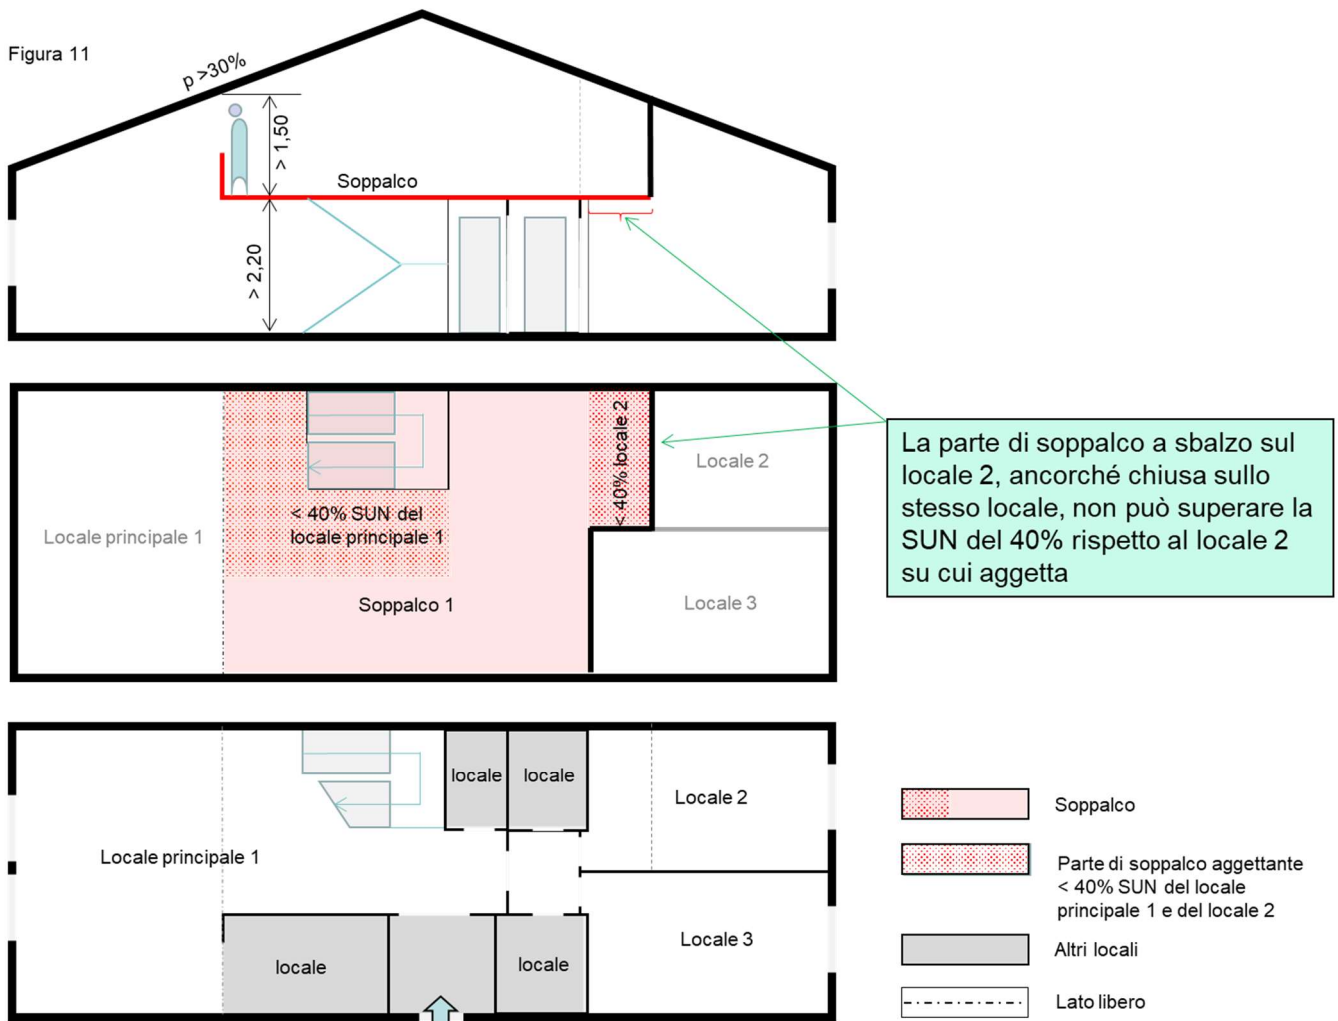 Figura 11
p >30%
> 1,50
Soppalco
> 2,20
< 40% SUN del
locale principale 1
< 40% locale 2
Locale 2
Locale principale 1
Soppalco 1
Locale 3
La parte di soppalco a sbalzo sul
locale 2, ancorché chiusa sullo
stesso locale, non può superare la
SUN del 40% rispetto al locale 2
su cui aggetta
locale
locale
Locale 2
Locale principale 1
Locale 3
locale
locale
Soppalco
Parte di soppalco aggettante
< 40% SUN del locale
principale 1 e del locale 2
Altri locali
Lato libero